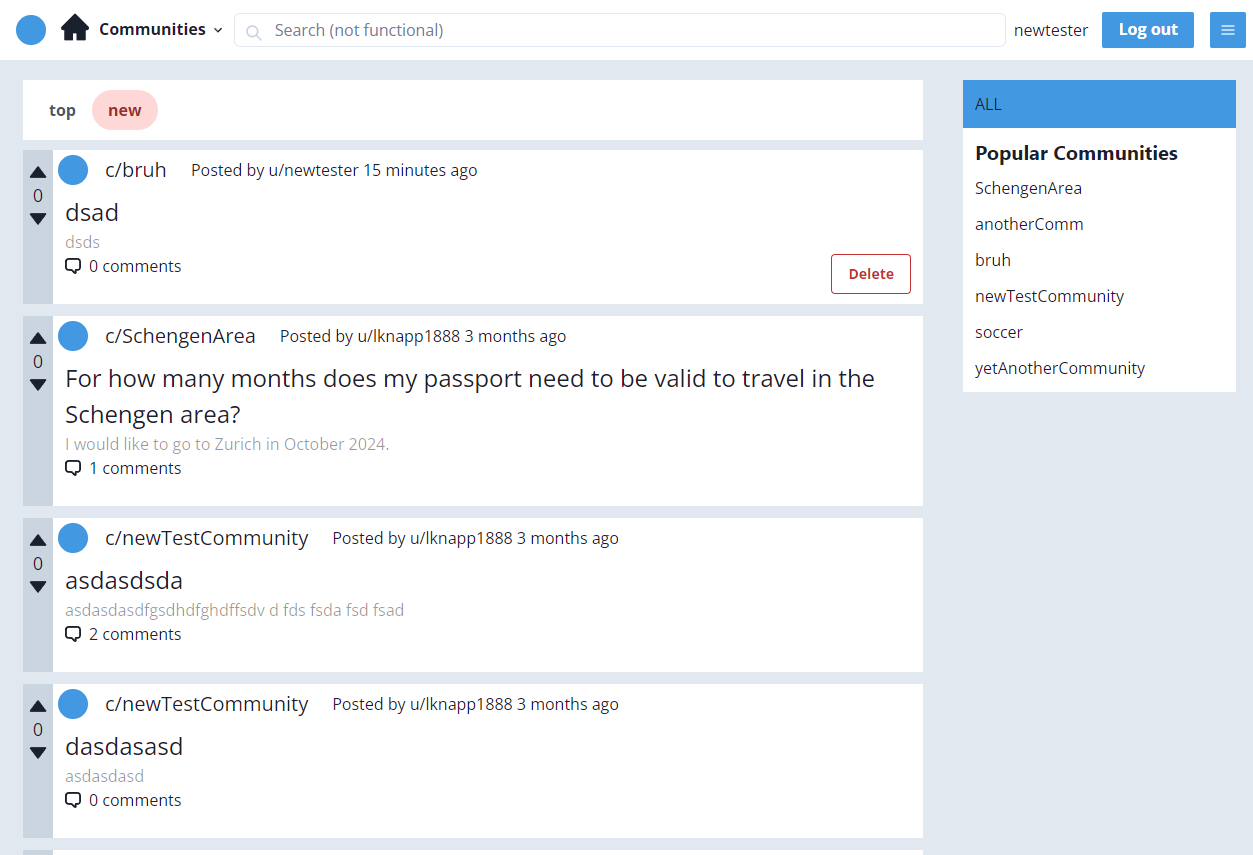 Communities
Search (not functional)
newtester
Log out
top
new
c/bruh
Posted by u/newtester 15 minutes ago
0
dsad
dsds
0 comments
Delete
c/SchengenArea
Posted by u/lknapp1888 3 months ago
0
For how many months does my passport need to be valid to travel in the
Schengen area?
I would like to go to Zurich in October 2024.
1 comments
c/newTestCommunity
Posted by u/lknapp1888 3 months ago
0
asdasdsda
asdasdasdfgsdhdfghdffsdv d fds fsda fsd fsad
2 comments
c/newTestCommunity
Posted by u/lknapp1888 3 months ago
0
dasdasasd
asdasdasd
0 comments
ALL
Popular Communities
SchengenArea
anotherComm
bruh
newTestCommunity
soccer
yetAnotherCommunity